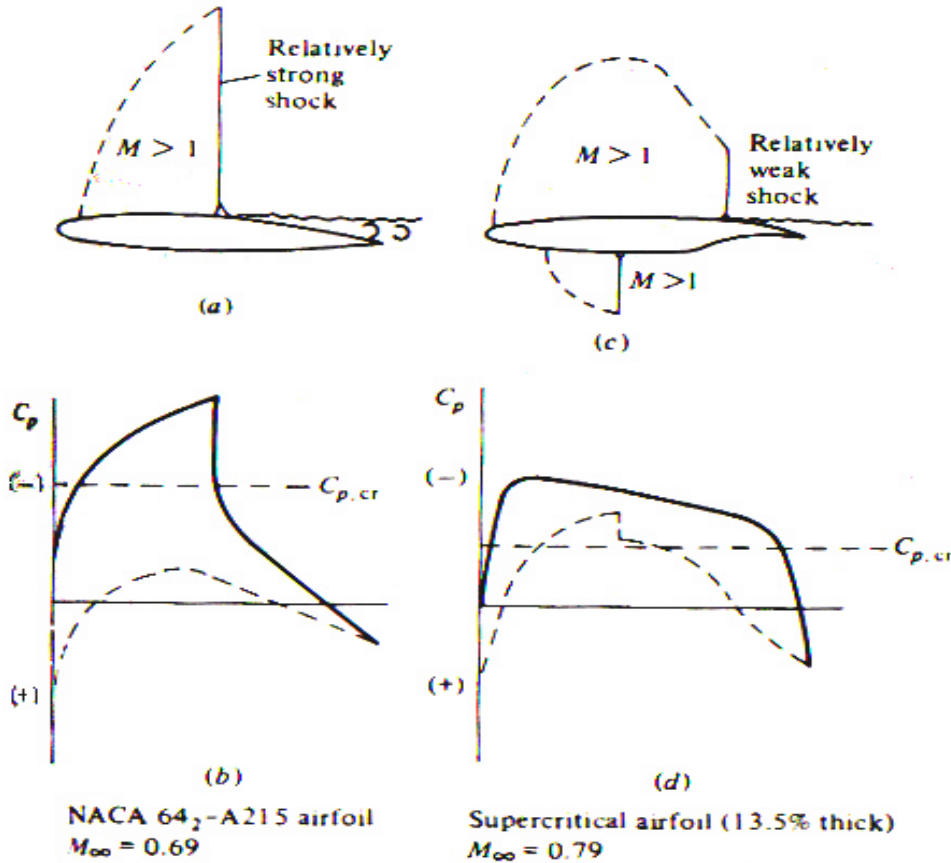 Relatively
strong
shock
M > 1
(a)
M > 1
Relatively
weak
shock
M > 1
(c)
C_p
(-)
C_p, cr
(+)
(b)
NACA 64₂-A215 airfoil
M∞ = 0.69
C_p
(-)
C_p, cr
(+)
(d)
Supercritical airfoil (13.5% thick)
M∞ = 0.79